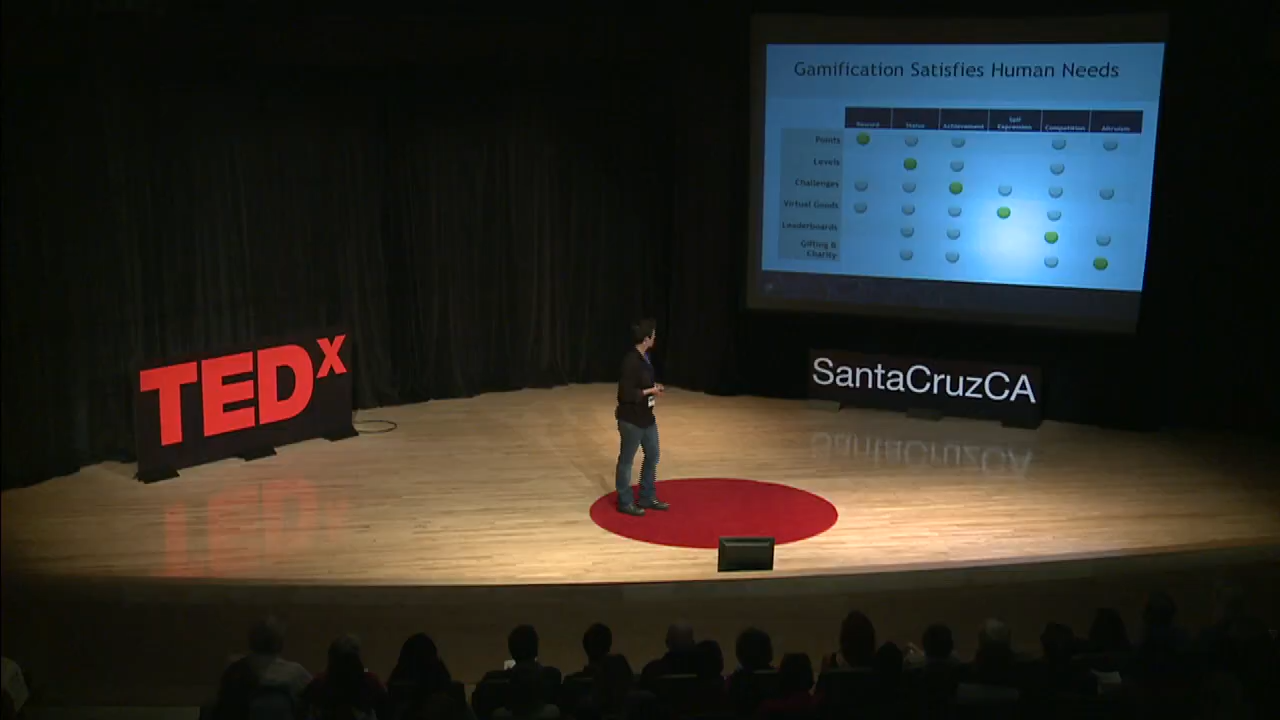 Gamification Satisfies Human Needs
Reward Status Achievement Self Expression Competition Altruism
Points
Levels
Challenges
Virtual Goods
Leaderboards
Gifting &
Charity
TEDx
SantaCruzCA